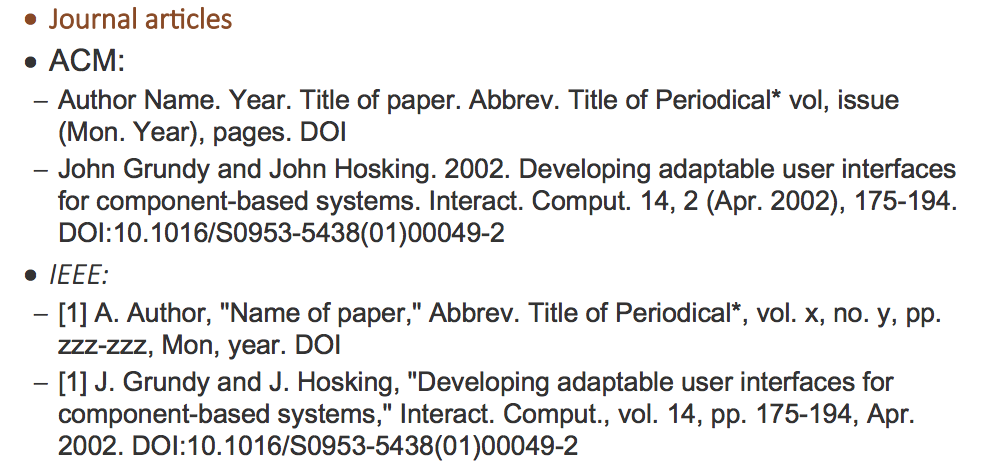 • Journal articles
• ACM:
– Author Name. Year. Title of paper. Abbrev. Title of Periodical* vol, issue
(Mon. Year), pages. DOI
– John Grundy and John Hosking. 2002. Developing adaptable user interfaces
for component-based systems. Interact. Comput. 14, 2 (Apr. 2002), 175-194.
DOI:10.1016/S0953-5438(01)00049-2
• IEEE:
– [1] A. Author, "Name of paper," Abbrev. Title of Periodical*, vol. x, no. y, pp.
zzz-zzz, Mon, year. DOI
– [1] J. Grundy and J. Hosking, "Developing adaptable user interfaces for
component-based systems," Interact. Comput., vol. 14, pp. 175-194, Apr.
2002. DOI:10.1016/S0953-5438(01)00049-2